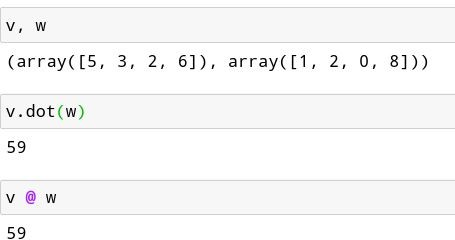 v, w
(array([5, 3, 2, 6]), array([1, 2, 0, 8]))
v.dot(w)
59
v @ w
59